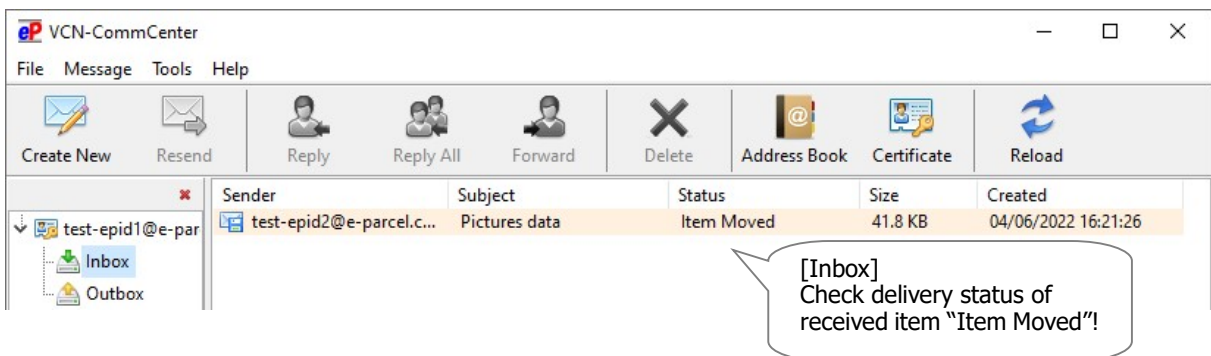 eP VCN-CommCenter
File Message Tools Help
Create New Resend Reply Reply All Forward Delete Address Book Certificate Reload
Sender Subject Status Size Created
test-epid1@e-par test-epid2@e-parcel.c... Pictures data Item Moved 41.8 KB 04/06/2022 16:21:26
Inbox
Outbox
[Inbox]
Check delivery status of
received item “Item Moved”!